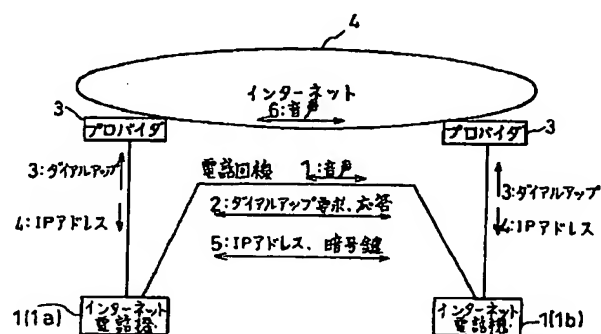 4
インターネット
6:音声
3
プロバイダ
プロバイダ
3
電話回線 1:音声
3:ダイアルアップ
2:ダイアルアップ要求、応答
3:ダイアルアップ
4:IPアドレス
5:IPアドレス、暗号鍵
4:IPアドレス
1(1a)
インターネット
電話機
インターネット
電話機
1(1b)